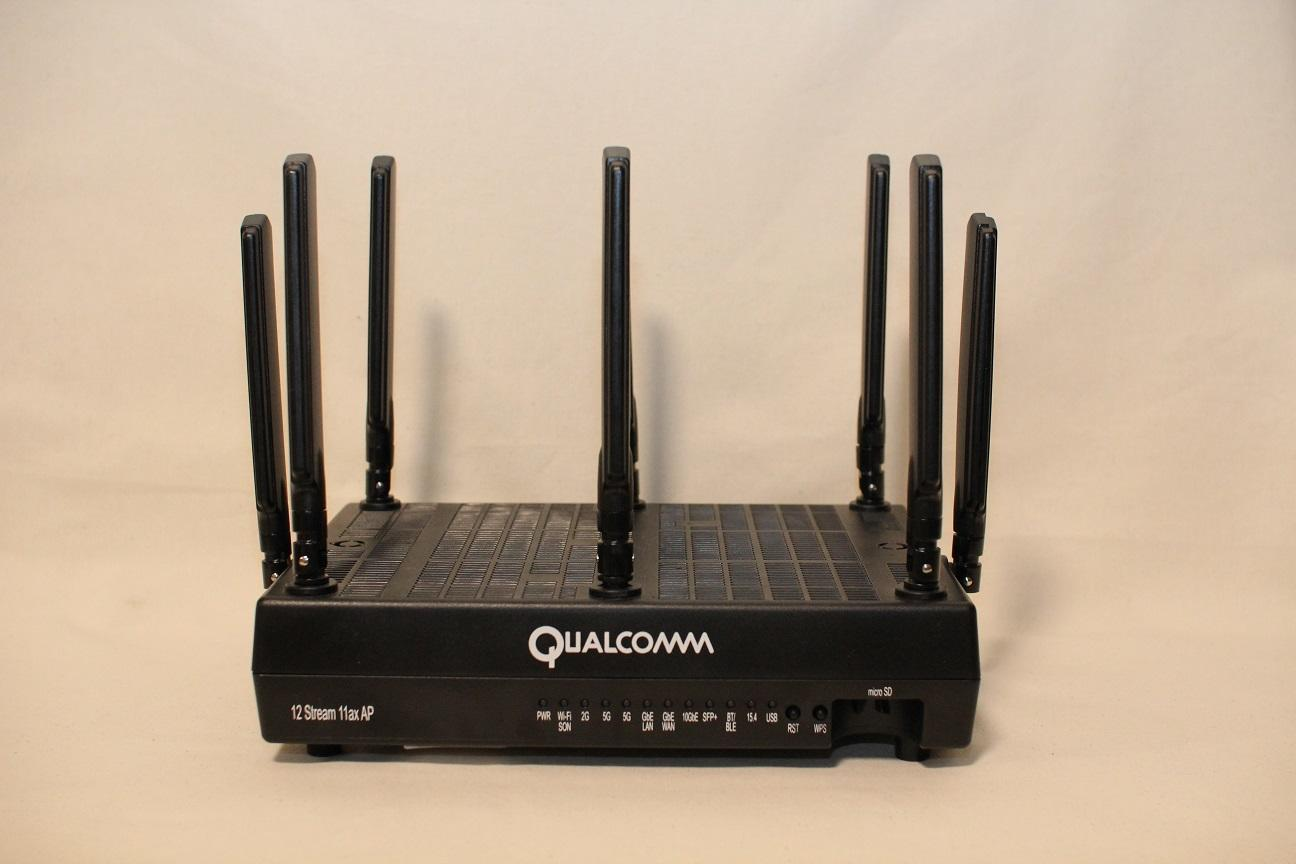 QUALCOMM
12 Stream 11ax AP
PWR Wi-Fi SON 2G 5G 5G GbE LAN GbE WAN 10GbE SFP+ BT/ BLE 15.4 USB RST WPS
micro SD